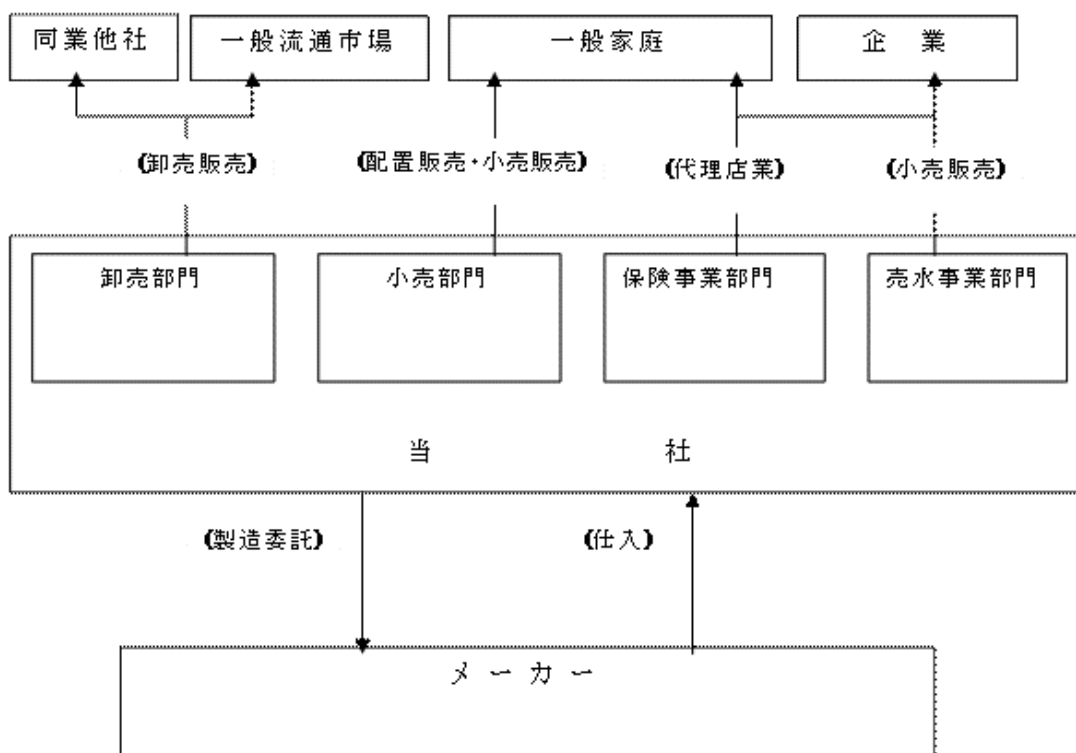 同業他社 一般流通市場 一般家庭 企 業
(卸売販売) (配置販売・小売販売) (代理店業) (小売販売)
卸売部門 小売部門 保険事業部門 売水事業部門
当 社
(製造委託) (仕入)
メーカー